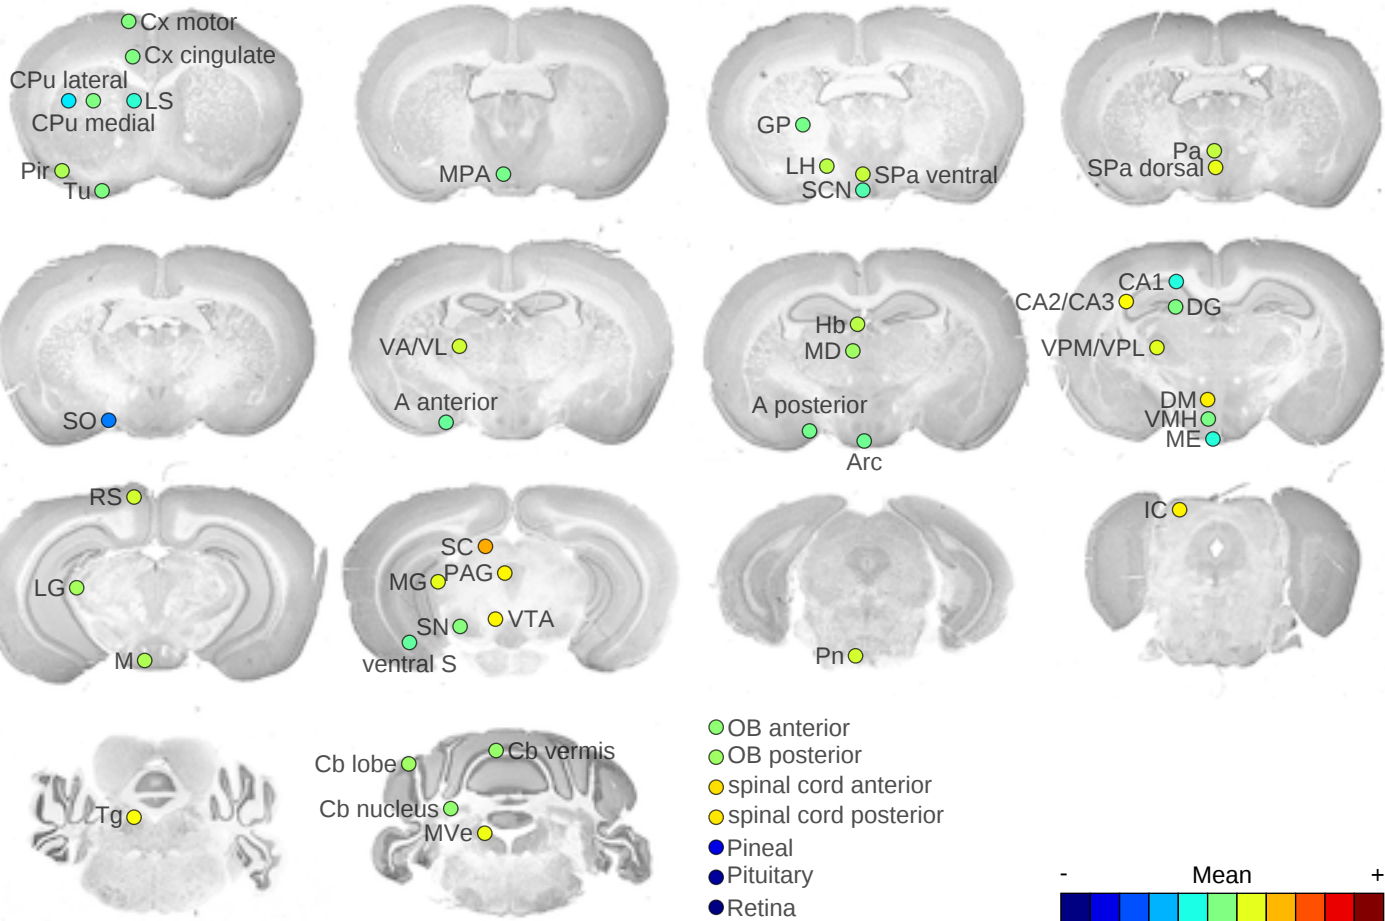 Cx motor
Cx cingulate
CPu lateral
LS
CPu medial
Pir
Tu
MPA
GP
LH
SPa ventral
SCN
Pa
SPa dorsal
SO
VA/VL
A anterior
Hb
MD
A posterior
Arc
CA1
CA2/CA3
DG
VPM/VPL
DM
VMH
ME
RS
LG
M
SC
MG
PAG
SN
VTA
ventral S
Pn
IC
Tg
Cb lobe
Cb vermis
Cb nucleus
MVe
OB anterior
OB posterior
spinal cord anterior
spinal cord posterior
Pineal
Pituitary
Retina
- Mean +